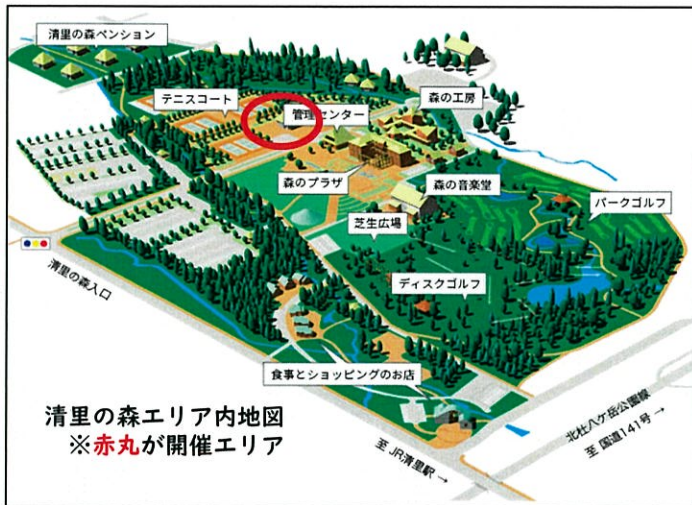 清里の森ペンション
テニスコート
管理センター
森の工房
森のプラザ
森の音楽堂
パークゴルフ
芝生広場
ディスクゴルフ
清里の森入口
食事とショッピングのお店
清里の森エリア内地図
※赤丸が開催エリア
至 JR清里駅 →
北杜八ケ岳公園線
至 国道141号 →